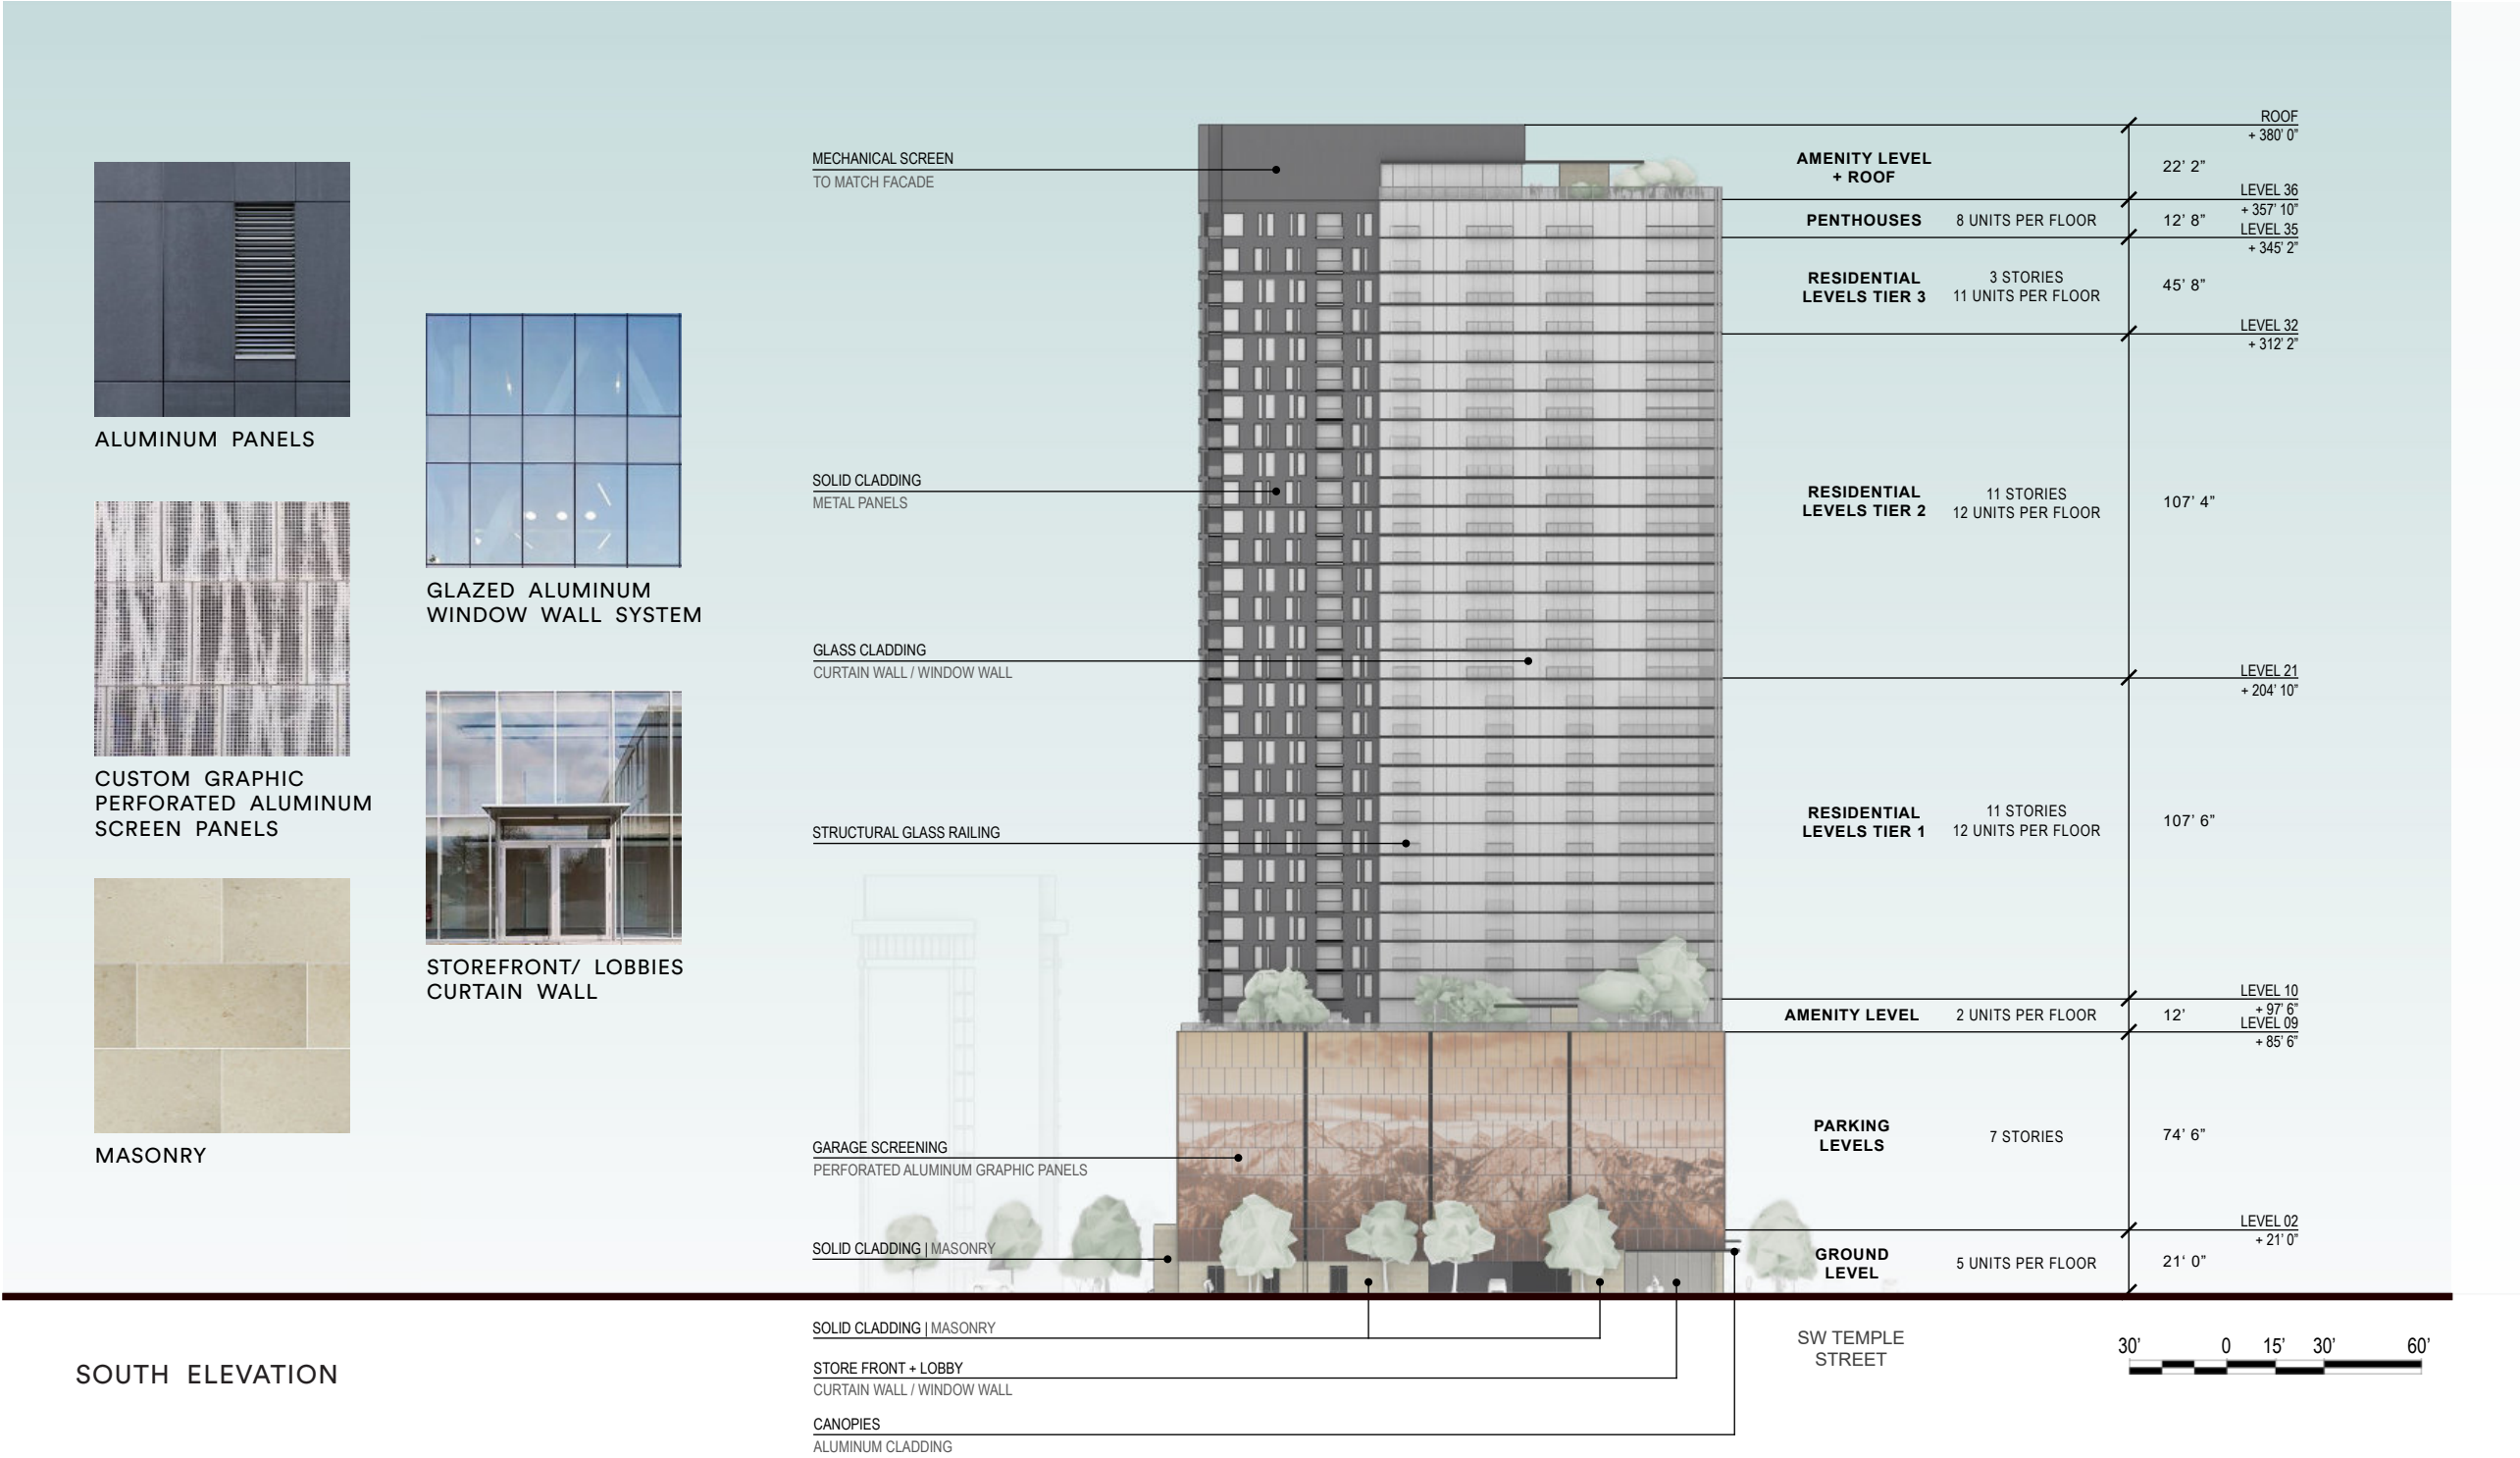 ALUMINUM PANELS
CUSTOM GRAPHIC
PERFORATED ALUMINUM
SCREEN PANELS
MASONRY
GLAZED ALUMINUM
WINDOW WALL SYSTEM
STOREFRONT/ LOBBIES
CURTAIN WALL
MECHANICAL SCREEN
TO MATCH FACADE
SOLID CLADDING
METAL PANELS
GLASS CLADDING
CURTAIN WALL / WINDOW WALL
STRUCTURAL GLASS RAILING
GARAGE SCREENING
PERFORATED ALUMINUM GRAPHIC PANELS
SOLID CLADDING | MASONRY
SOLID CLADDING | MASONRY
STORE FRONT + LOBBY
CURTAIN WALL / WINDOW WALL
CANOPIES
ALUMINUM CLADDING
ROOF
+ 380' 0"
AMENITY LEVEL
+ ROOF
22' 2"
LEVEL 36
+ 357' 10"
PENTHOUSES
8 UNITS PER FLOOR
12' 8"
LEVEL 35
+ 345' 2"
RESIDENTIAL
LEVELS TIER 3
3 STORIES
11 UNITS PER FLOOR
45' 8"
LEVEL 32
+ 312' 2"
RESIDENTIAL
LEVELS TIER 2
11 STORIES
12 UNITS PER FLOOR
107' 4"
LEVEL 21
+ 204' 10"
RESIDENTIAL
LEVELS TIER 1
11 STORIES
12 UNITS PER FLOOR
107' 6"
LEVEL 10
+ 97' 6"
AMENITY LEVEL
2 UNITS PER FLOOR
12'
LEVEL 09
+ 85' 6"
PARKING
LEVELS
7 STORIES
74' 6"
LEVEL 02
+ 21' 0"
GROUND
LEVEL
5 UNITS PER FLOOR
21' 0"
SOUTH ELEVATION
SW TEMPLE
STREET
30' 0 15' 30' 60'